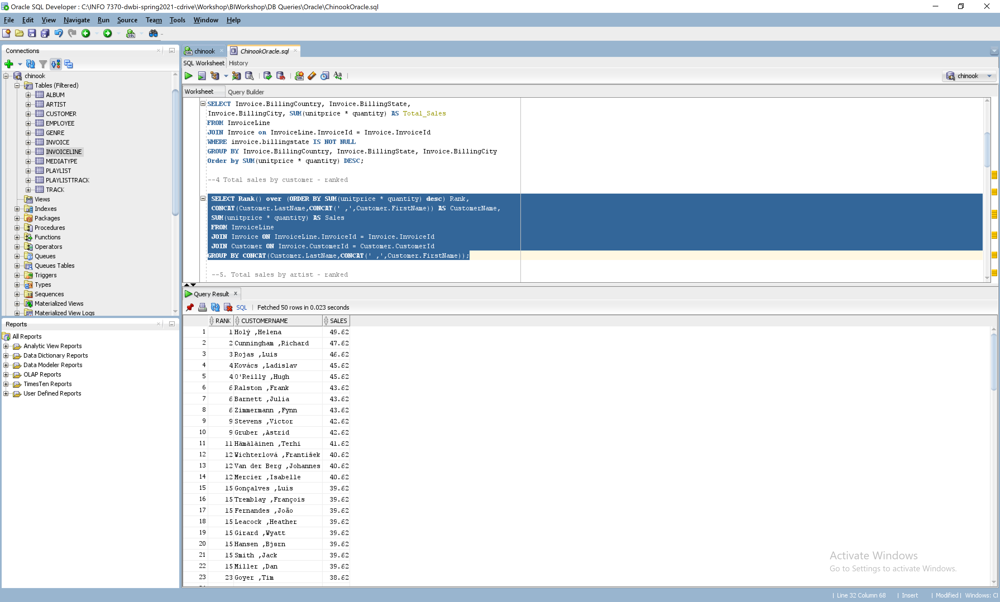 Oracle SQL Developer : C:\INFO 7370-dwbi-spring2021-cdrive\Workshop\BIWorkshop\DB Queries\Oracle\ChinookOracle.sql
File Edit View Navigate Run Source Team Tools Window Help
Connections
chinook
Tables (Filtered)
ALBUM
ARTIST
CUSTOMER
EMPLOYEE
GENRE
INVOICE
INVOICELINE
MEDIATYPE
PLAYLIST
PLAYLISTTRACK
TRACK
Views
Indexes
Packages
Procedures
Functions
Operators
Queues
Queues Tables
Triggers
Types
Sequences
Materialized Views
Materialized View Logs
Reports
All Reports
Analytic View Reports
Data Dictionary Reports
Data Modeler Reports
OLAP Reports
TimesTen Reports
User Defined Reports
chinook ChinookOracle.sql
SQL Worksheet History
chinook
Worksheet Query Builder
SELECT Invoice.BillingCountry, Invoice.BillingState,
Invoice.BillingCity, SUM(unitprice * quantity) AS Total_Sales
FROM InvoiceLine
JOIN Invoice on InvoiceLine.InvoiceId = Invoice.InvoiceId
WHERE invoice.billingstate IS NOT NULL
GROUP BY Invoice.BillingCountry, Invoice.BillingState, Invoice.BillingCity
Order by SUM(unitprice * quantity) DESC;
--4 Total sales by customer - ranked
SELECT Rank() over (ORDER BY SUM(unitprice * quantity) desc) Rank,
CONCAT(Customer.LastName,CONCAT(' ,',Customer.FirstName)) AS CustomerName,
SUM(unitprice * quantity) AS Sales
FROM InvoiceLine
JOIN Invoice ON InvoiceLine.InvoiceId = Invoice.InvoiceId
JOIN Customer ON Invoice.CustomerId = Customer.CustomerId
GROUP BY CONCAT(Customer.LastName,CONCAT(' ,',Customer.FirstName));
--5. Total sales by artist - ranked
Query Result
SQL | Fetched 50 rows in 0.023 seconds
RANK CUSTOMERNAME SALES
1 1 Holý ,Helena 49.62
2 2 Cunningham ,Richard 47.62
3 3 Rojas ,Luis 46.62
4 4 Kovács ,Ladislav 45.62
5 4 O'Reilly ,Hugh 45.62
6 6 Ralston ,Frank 43.62
7 6 Barnett ,Julia 43.62
8 6 Zimmermann ,Fynn 43.62
9 9 Stevens ,Victor 42.62
10 9 Gruber ,Astrid 42.62
11 11 Hämäläinen ,Terhi 41.62
12 12 Wichterlová ,František 40.62
13 12 Van der Berg ,Johannes 40.62
14 12 Mercier ,Isabelle 40.62
15 15 Gonçalves ,Luís 39.62
16 15 Tremblay ,François 39.62
17 15 Fernandes ,João 39.62
18 15 Leacock ,Heather 39.62
19 15 Girard ,Wyatt 39.62
20 15 Hansen ,Bjørn 39.62
21 15 Smith ,Jack 39.62
22 15 Miller ,Dan 39.62
23 23 Goyer ,Tim 38.62
Activate Windows
Go to Settings to activate Windows.
| Line 32 Column 68 | Insert | Modified | Windows: